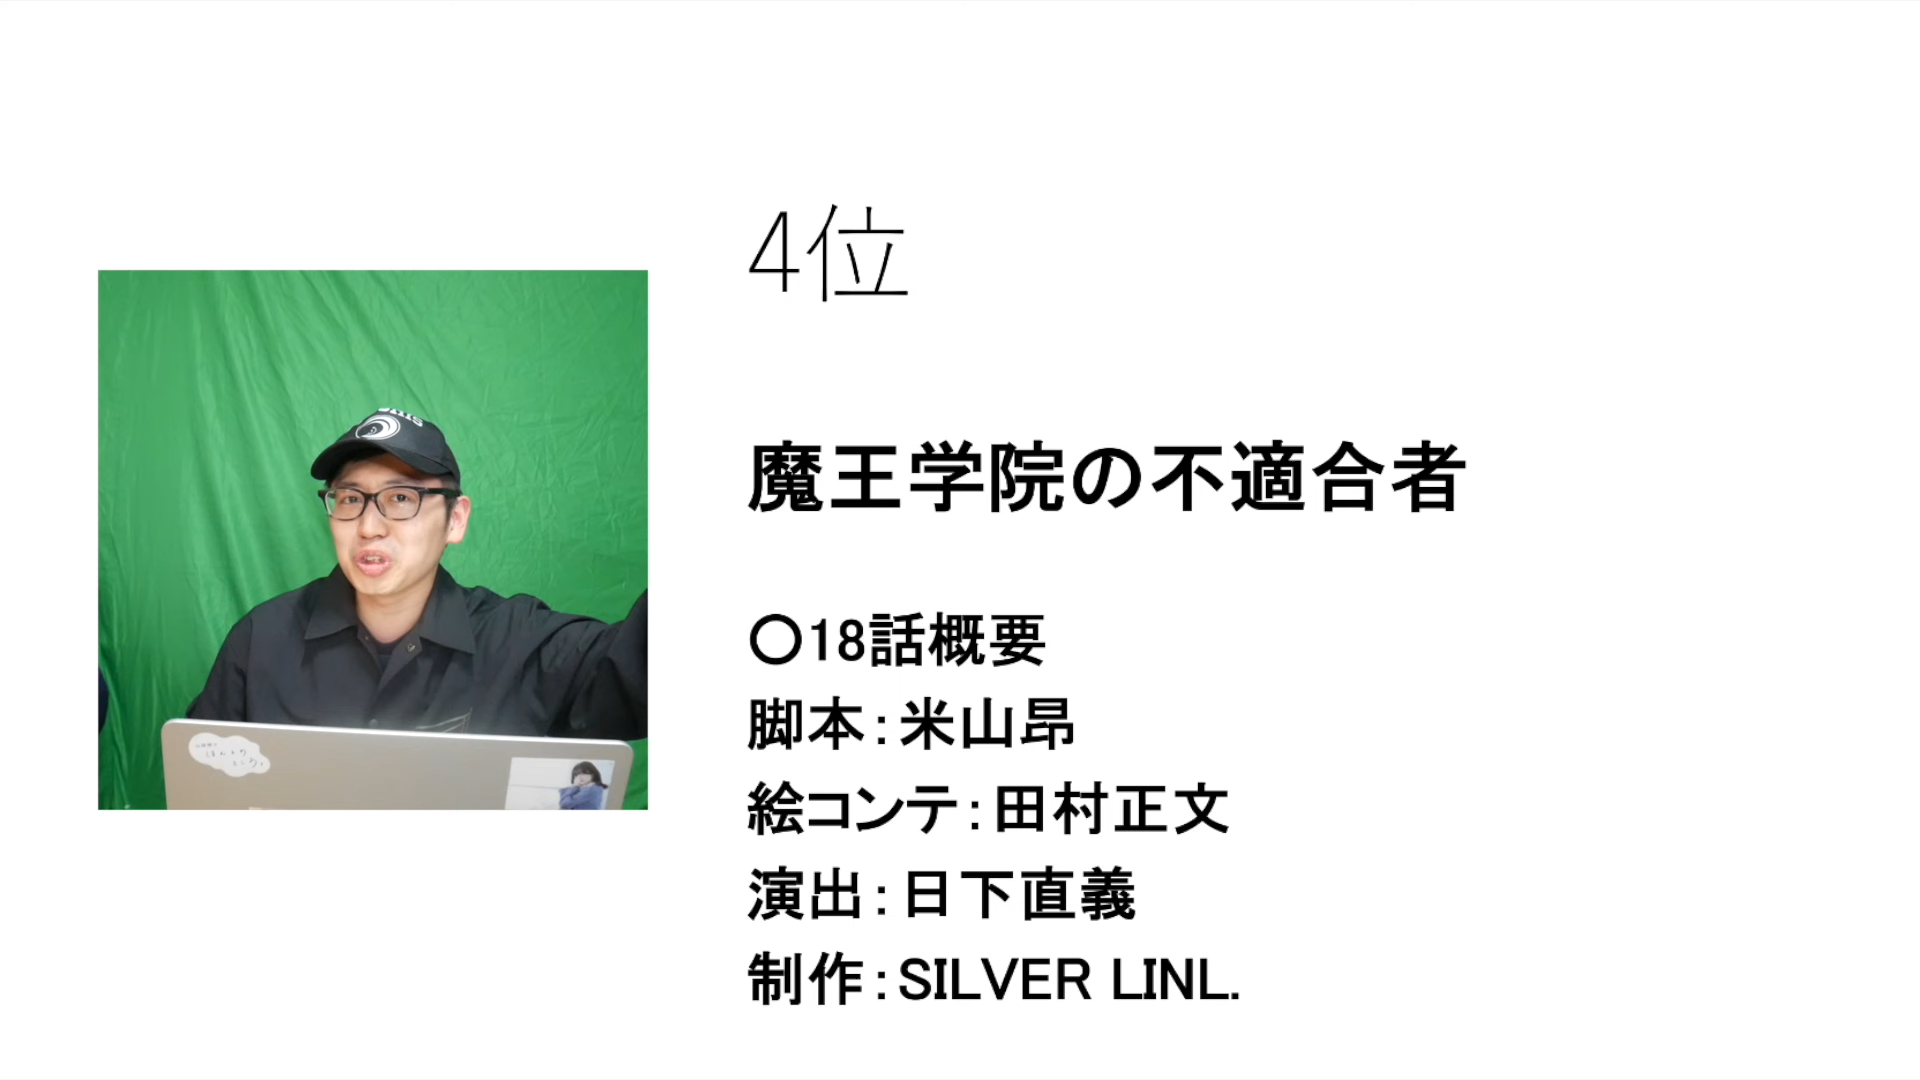 4位
魔王学院の不適合者
〇18話概要
脚本：米山昂
絵コンテ：田村正文
演出：日下直義
制作：SILVER LINL.